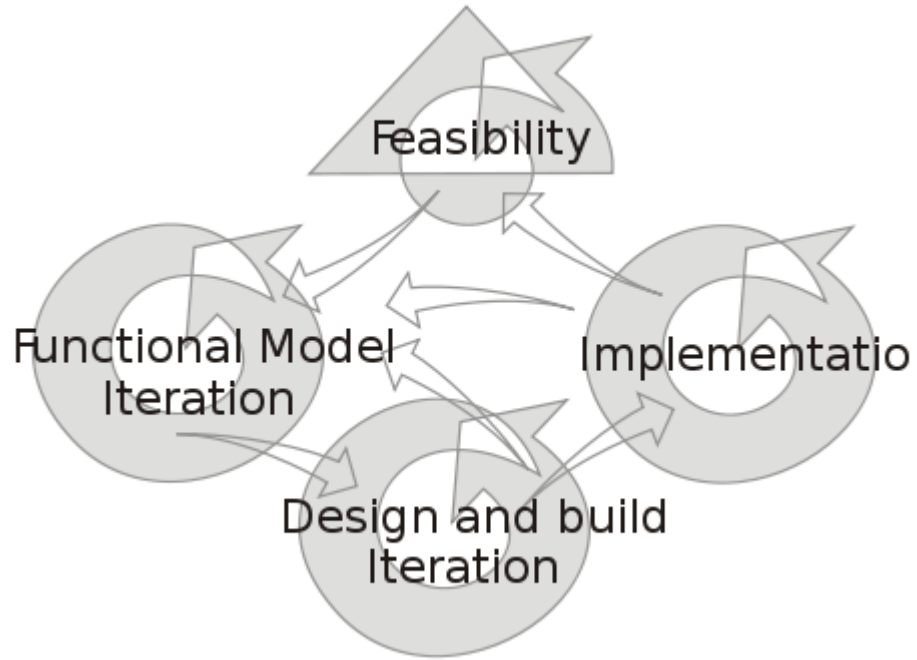 Feasibility
Functional Model
Iteration
Implementatio
Design and build
Iteration